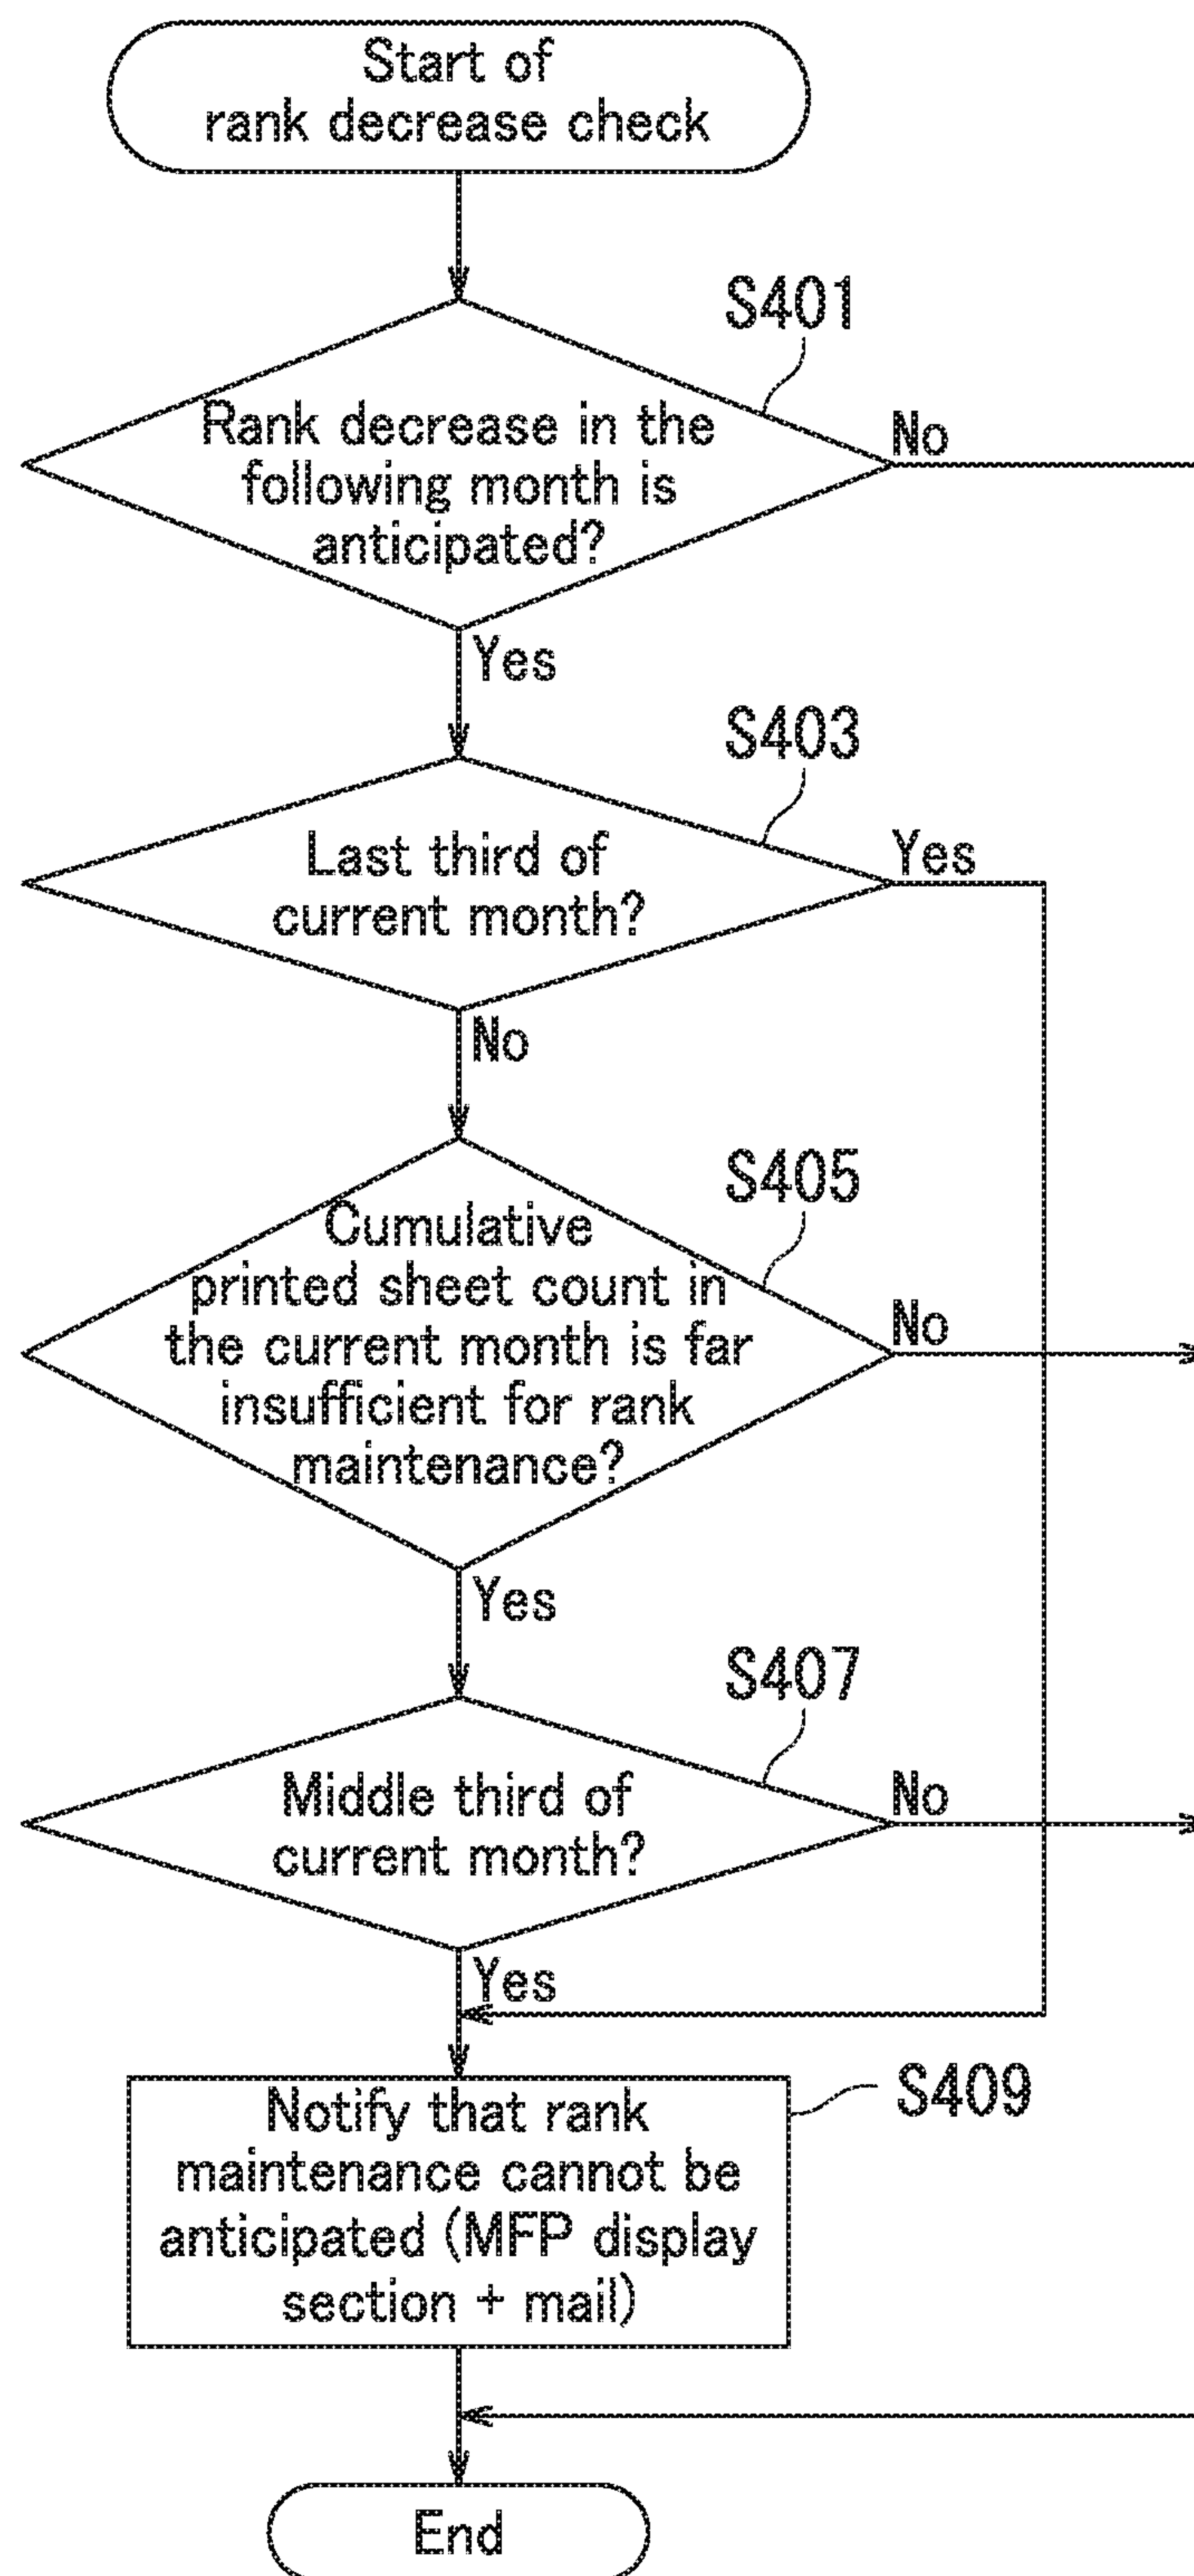 Start of
rank decrease check
S401
Rank decrease in the
following month is
anticipated?
No
Yes
S403
Last third of
current month?
Yes
No
S405
Cumulative
printed sheet count in
the current month is far
insufficient for rank
maintenance?
No
Yes
S407
Middle third of
current month?
No
Yes
S409
Notify that rank
maintenance cannot be
anticipated (MFP display
section + mail)
End